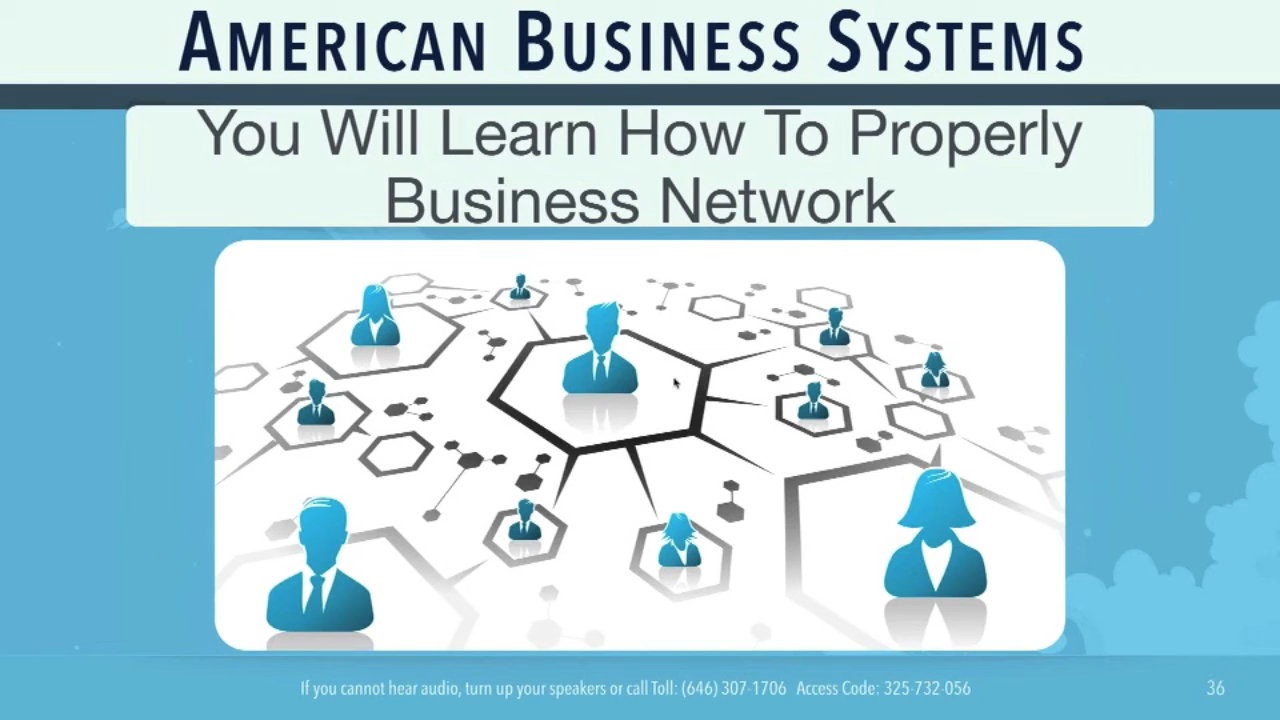 AMERICAN BUSINESS SYSTEMS
You Will Learn How To Properly
Business Network
If you cannot hear audio, turn up your speakers or call Toll: (646) 307-1706 Access Code: 325-732-056
36